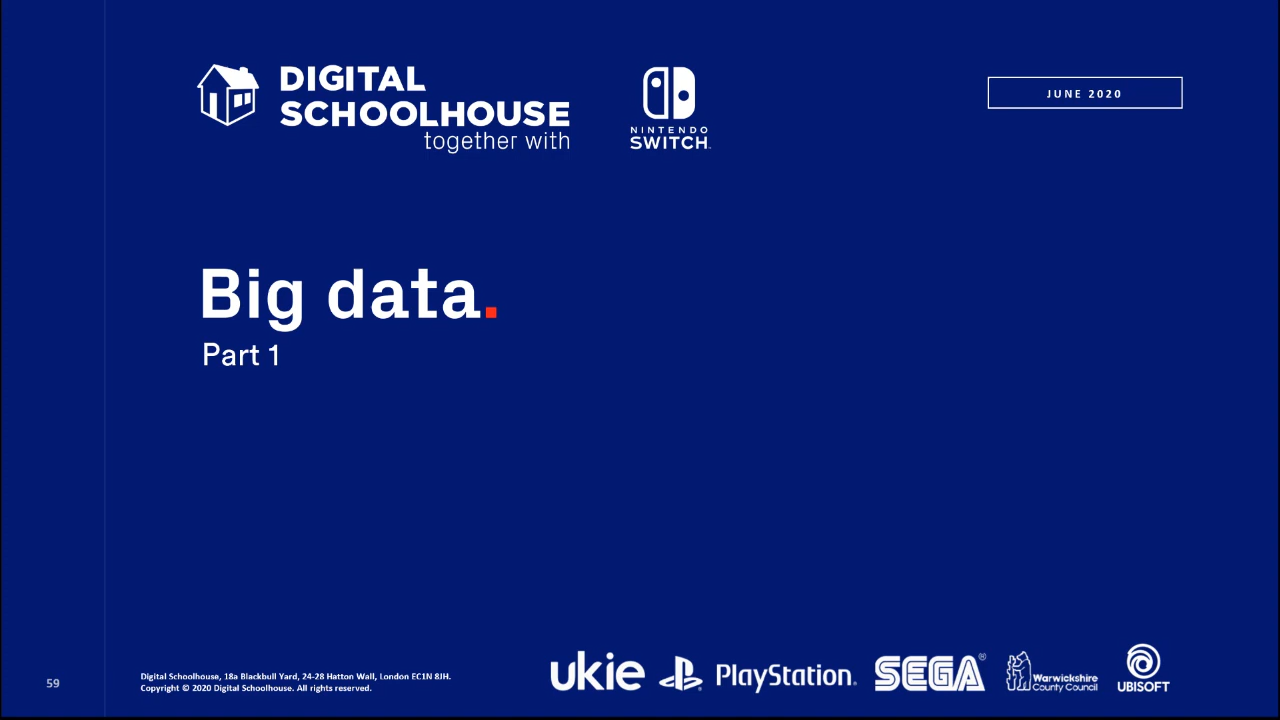 DIGITAL
SCHOOLHOUSE
together with
NINTENDO
SWITCH
JUNE 2020
Big data.
Part 1
59
Digital Schoolhouse, 18a Blackbull Yard, 24-28 Hatton Wall, London EC1N 8JH.
Copyright © 2020 Digital Schoolhouse. All rights reserved.
ukie
PlayStation®
SEGA®
Warwickshire
County Council
UBISOFT